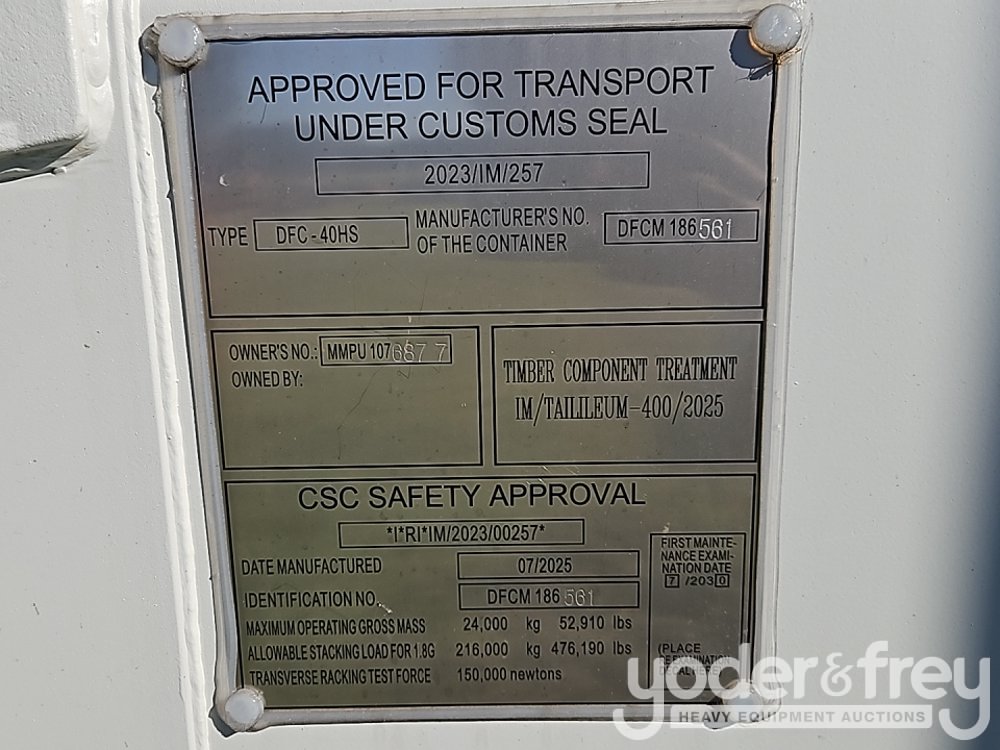 APPROVED FOR TRANSPORT
UNDER CUSTOMS SEAL
2023/IM/257
TYPE DFC-40HS
MANUFACTURER'S NO.
OF THE CONTAINER
DFCM 186561
OWNER'S NO.: MMPU 107687 7
OWNED BY:
TIMBER COMPONENT TREATMENT
IM/TAILILEUM-400/2025
CSC SAFETY APPROVAL
*I*RI*IM/2023/00257*
DATE MANUFACTURED 07/2025
IDENTIFICATION NO. DFCM 186561
MAXIMUM OPERATING GROSS MASS 24,000 kg 52,910 lbs
ALLOWABLE STACKING LOAD FOR 1.8G 216,000 kg 476,190 lbs
TRANSVERSE RACKING TEST FORCE 150,000 newtons
FIRST MAINTE-
NANCE EXAMI-
NATION DATE
7 /2030
(PLACE
yoder&frey
HEAVY EQUIPMENT AUCTIONS